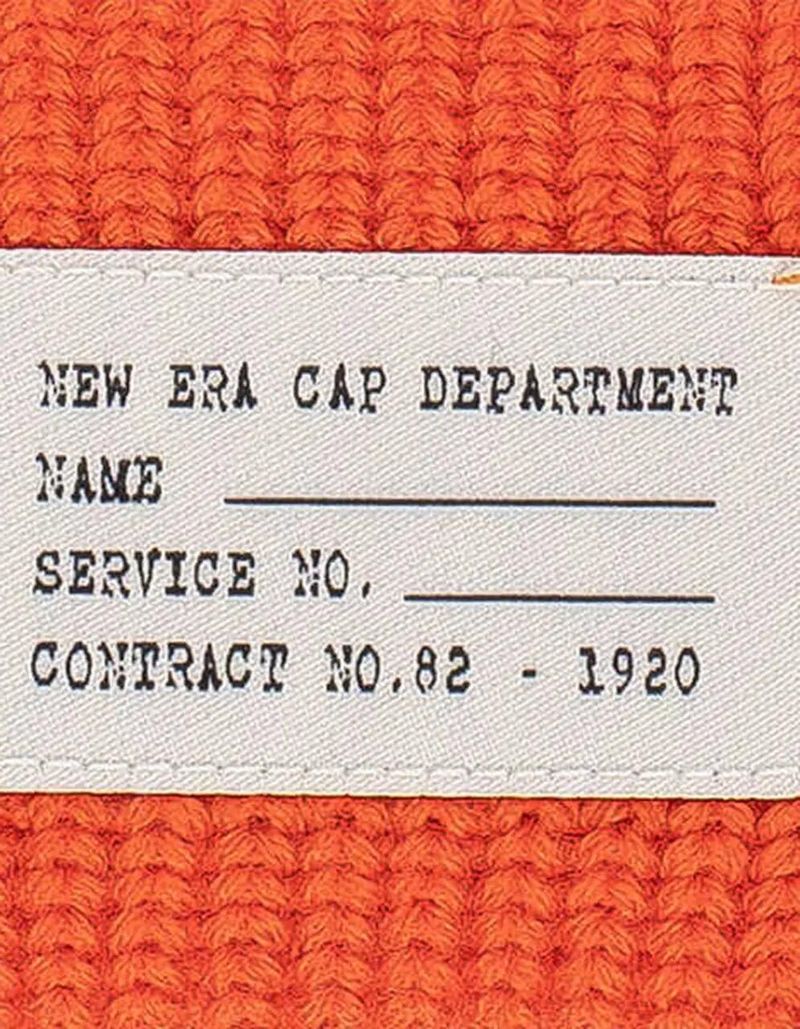 NEW ERA CAP DEPARTMENT
NAME
SERVICE NO.
CONTRACT NO.82 - 1920